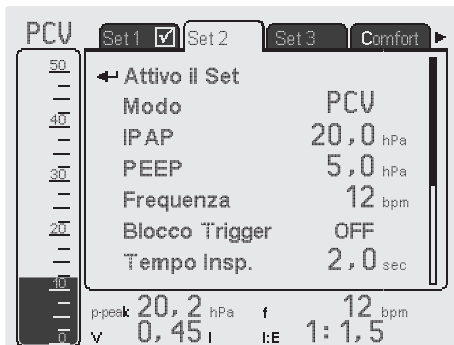 PCV Set 1 Set 2 Set 3 Comfort
50
40
30
20
10
0
Attivo il Set
Modo PCV
IPAP 20,0 hPa
PEEP 5,0 hPa
Frequenza 12 bpm
Blocco Trigger OFF
Tempo Insp. 2,0 sec
p-peak 20,2 hPa f 12 bpm
V 0,45 l I:E 1:1,5